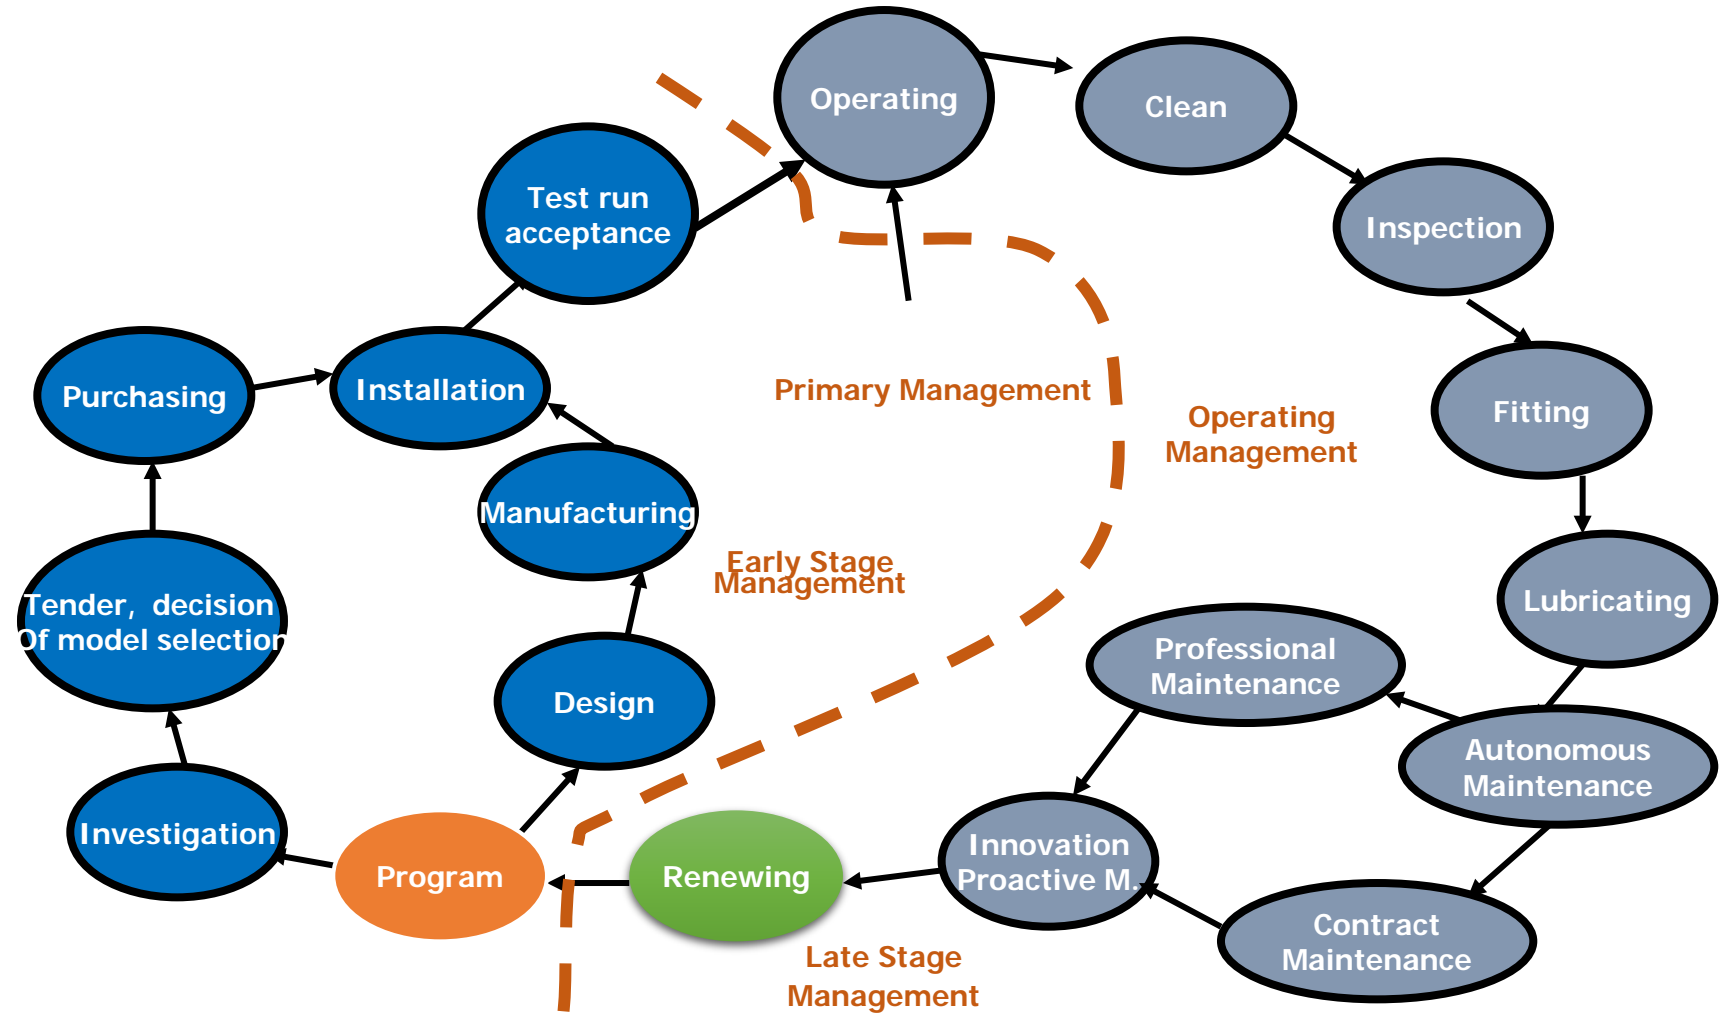 Operating
Clean
Test run
acceptance
Inspection
Purchasing
Installation
Primary Management
Operating
Management
Fitting
Manufacturing
Early Stage
Management
Tender, decision
Of model selection
Lubricating
Professional
Maintenance
Design
Autonomous
Maintenance
Investigation
Program
Renewing
Innovation
Proactive M.
Contract
Maintenance
Late Stage
Management